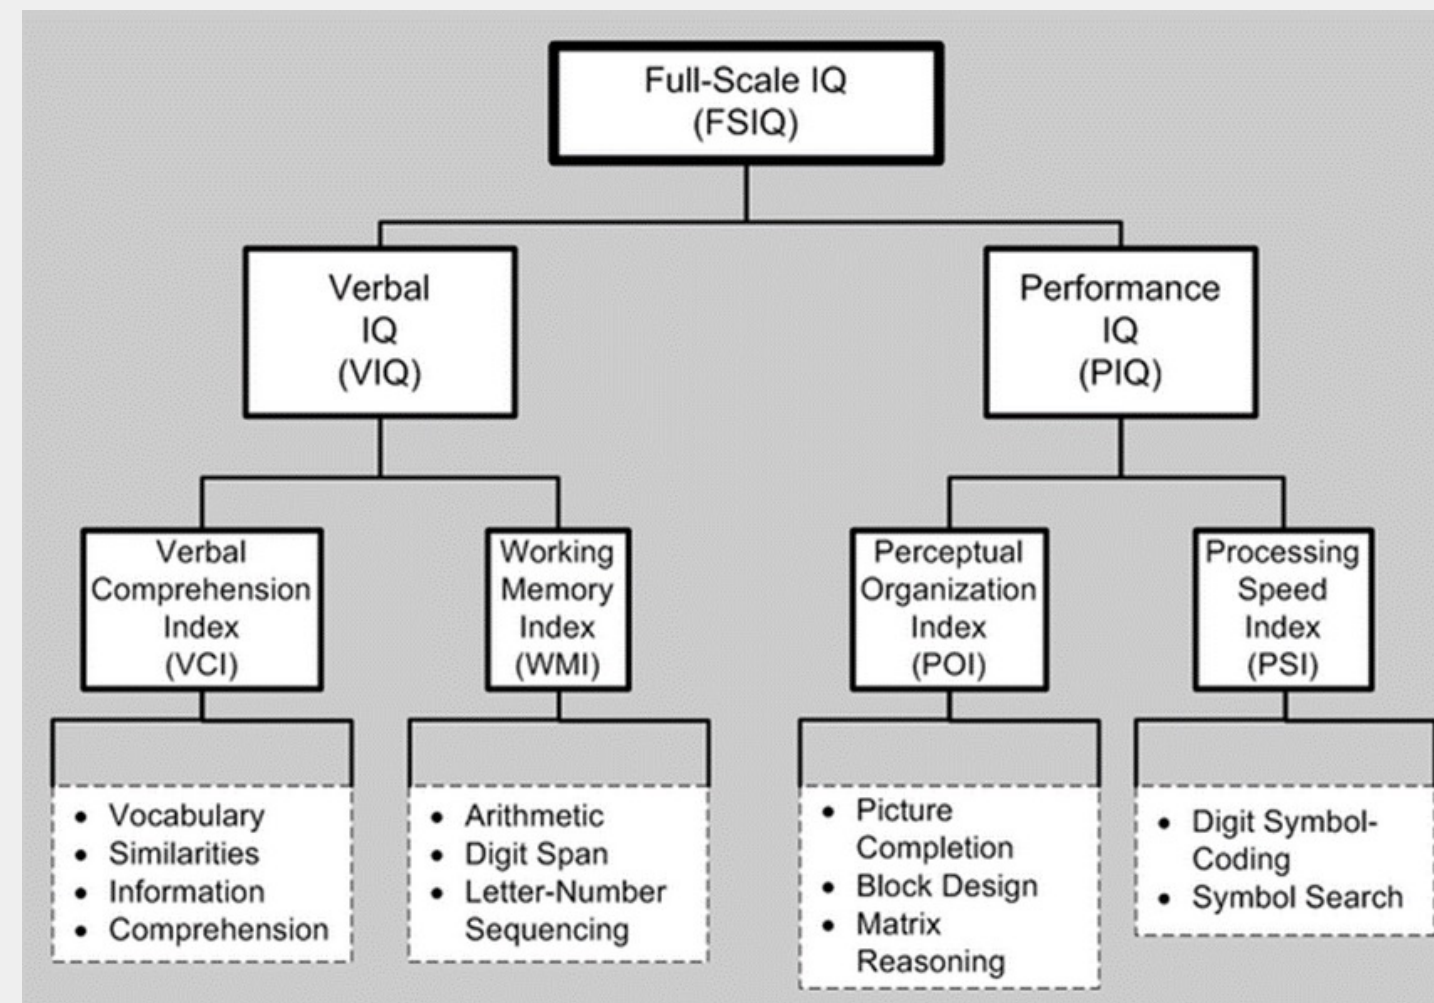 Full-Scale IQ
(FSIQ)
Verbal
IQ
(VIQ)
Performance
IQ
(PIQ)
Verbal
Comprehension
Index
(VCI)
Working
Memory
Index
(WMI)
Perceptual
Organization
Index
(POI)
Processing
Speed
Index
(PSI)
• Vocabulary
• Similarities
• Information
• Comprehension
• Arithmetic
• Digit Span
• Letter-Number
Sequencing
• Picture
Completion
• Block Design
• Matrix
Reasoning
• Digit Symbol-
Coding
• Symbol Search